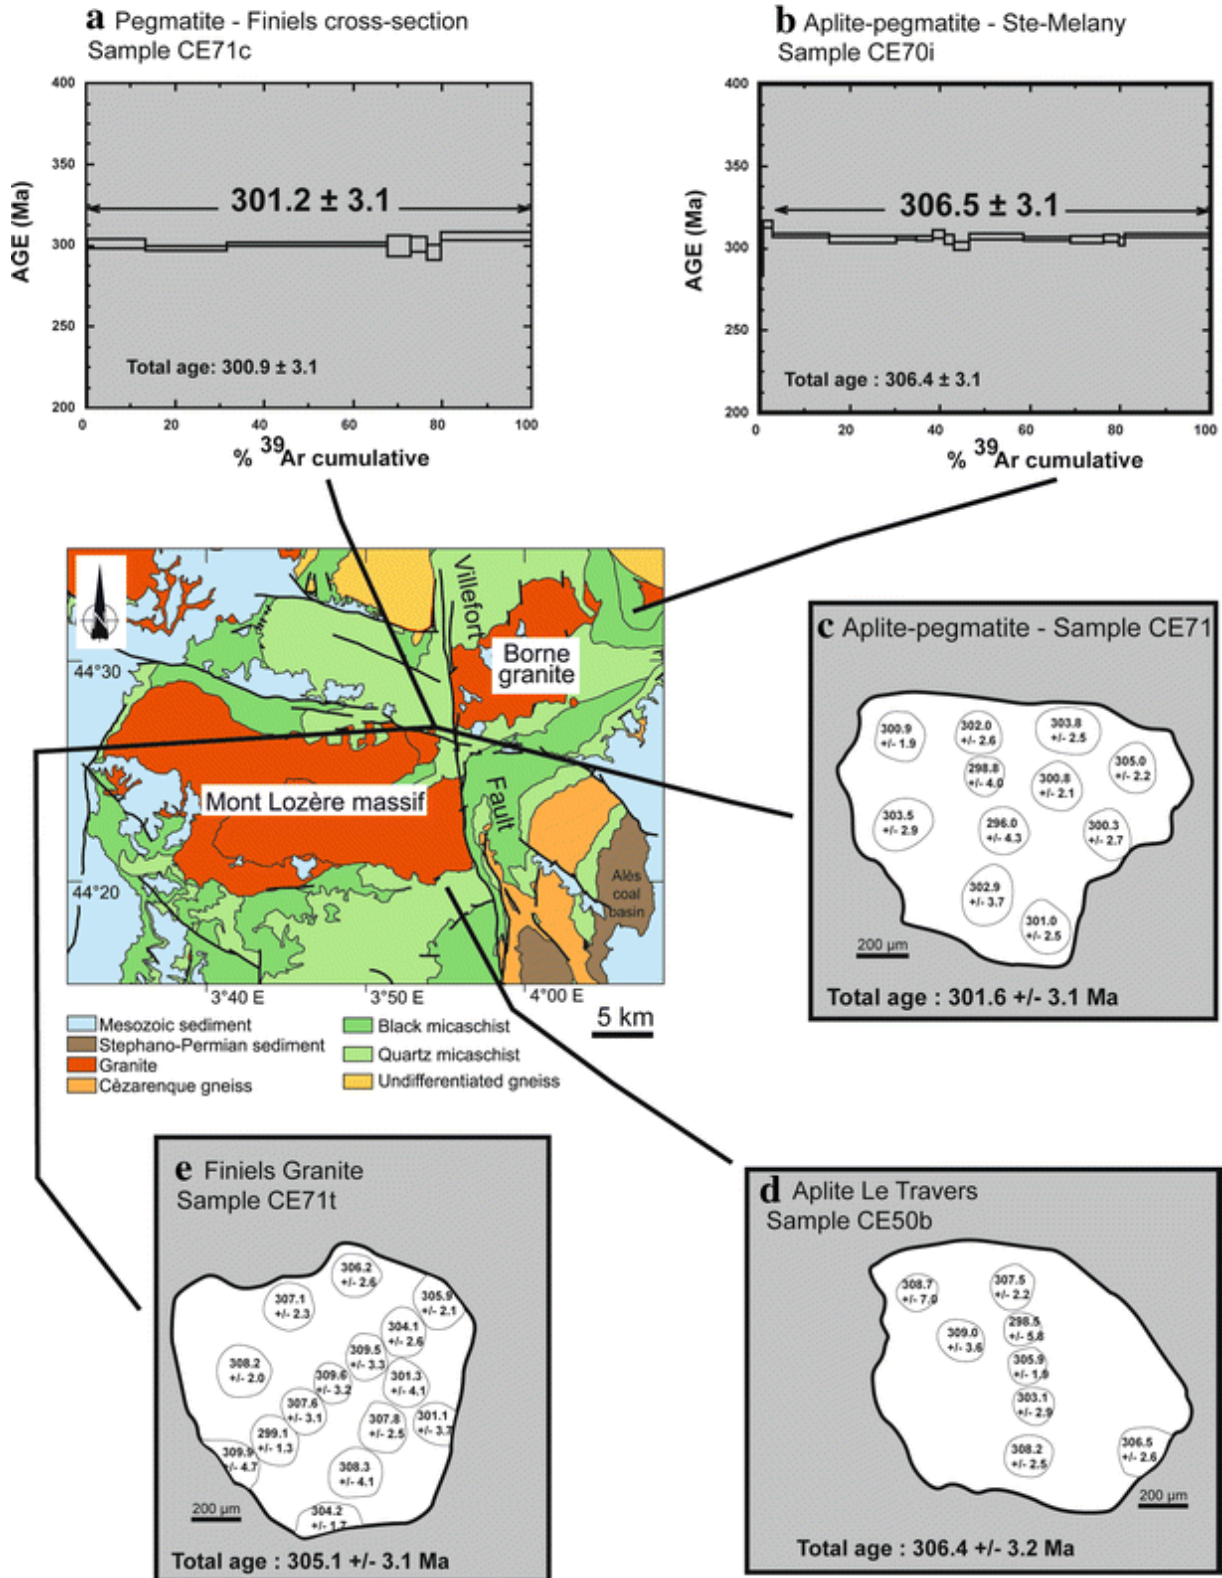 a Pegmatite - Finiels cross-section
Sample CE71c
400
350
300
250
200
AGE (Ma)
301.2 ± 3.1
Total age: 300.9 ± 3.1
0 20 40 60 80 100
% 39Ar cumulative
b Aplite-pegmatite - Ste-Melany
Sample CE70i
400
350
300
250
200
AGE (Ma)
306.5 ± 3.1
Total age : 306.4 ± 3.1
0 20 40 60 80 100
% 39Ar cumulative
N
44°30
44°20
3°40 E
3°50 E
4°00 E
Villefort
Fault
Borne
granite
Mont Lozère massif
Alès
coal
basin
5 km
Mesozoic sediment
Stephano-Permian sediment
Granite
Cèzarenque gneiss
Black micaschist
Quartz micaschist
Undifferentiated gneiss
c Aplite-pegmatite - Sample CE71
300.9
+/- 1.9
302.0
+/- 2.6
303.8
+/- 2.5
305.0
+/- 2.2
298.8
+/- 4.0
300.8
+/- 2.1
303.5
+/- 2.9
296.0
+/- 4.3
300.3
+/- 2.7
302.9
+/- 3.7
301.0
+/- 2.5
200 µm
Total age : 301.6 +/- 3.1 Ma
e Finiels Granite
Sample CE71t
306.2
+/- 2.6
307.1
+/- 2.3
305.9
+/- 2.1
304.1
+/- 2.6
309.5
+/- 3.3
308.2
+/- 2.0
309.6
+/- 3.2
301.3
+/- 4.1
307.6
+/- 3.1
307.8
+/- 2.5
301.1
+/- 3.7
299.1
+/- 1.3
309.9
+/- 4.7
308.3
+/- 4.1
304.2
+/- 1.7
200 µm
Total age : 305.1 +/- 3.1 Ma
d Aplite Le Travers
Sample CE50b
308.7
+/- 7.0
307.5
+/- 2.2
298.5
+/- 5.8
309.0
+/- 3.6
305.9
+/- 1.9
303.1
+/- 2.9
308.2
+/- 2.5
306.5
+/- 2.6
200 µm
Total age : 306.4 +/- 3.2 Ma